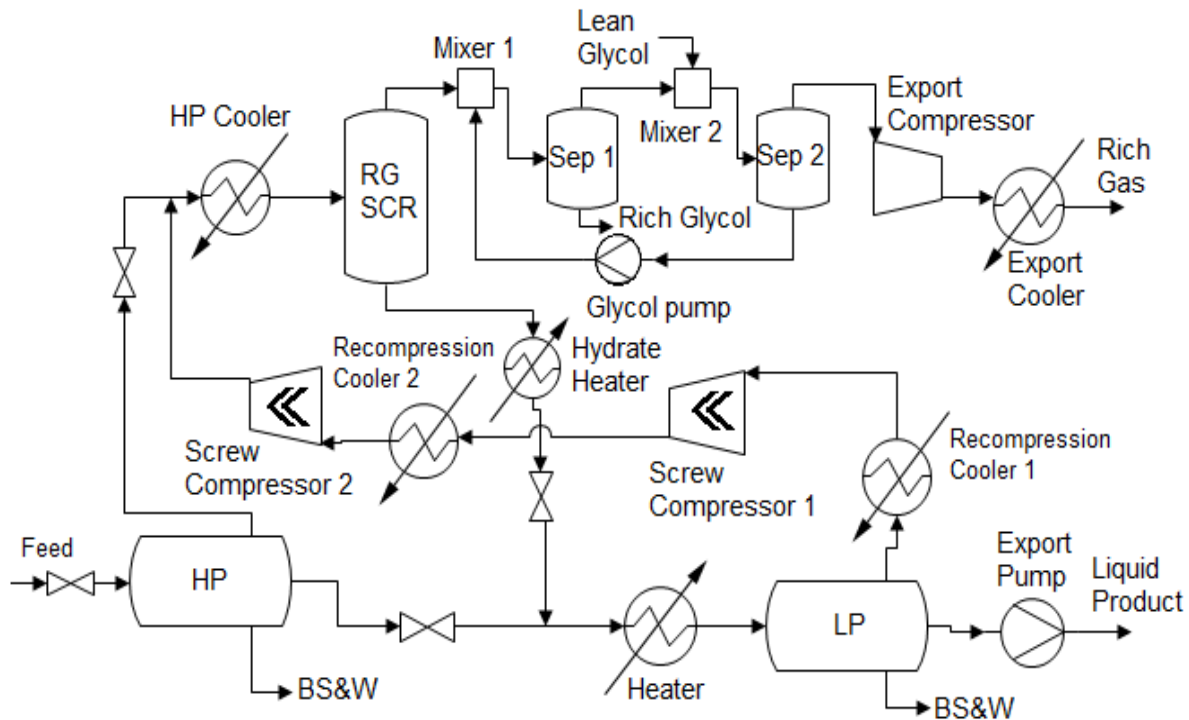 Lean
Glycol
Mixer 1
Export
Compressor
HP Cooler
Mixer 2
Sep 1
Sep 2
Rich
Gas
RG
SCR
Rich Glycol
Export
Cooler
Glycol pump
Recompression
Cooler 2
Hydrate
Heater
Recompression
Cooler 1
Screw
Compressor 2
Screw
Compressor 1
Feed
HP
Export
Pump
Liquid
Product
LP
BS&W
Heater
BS&W